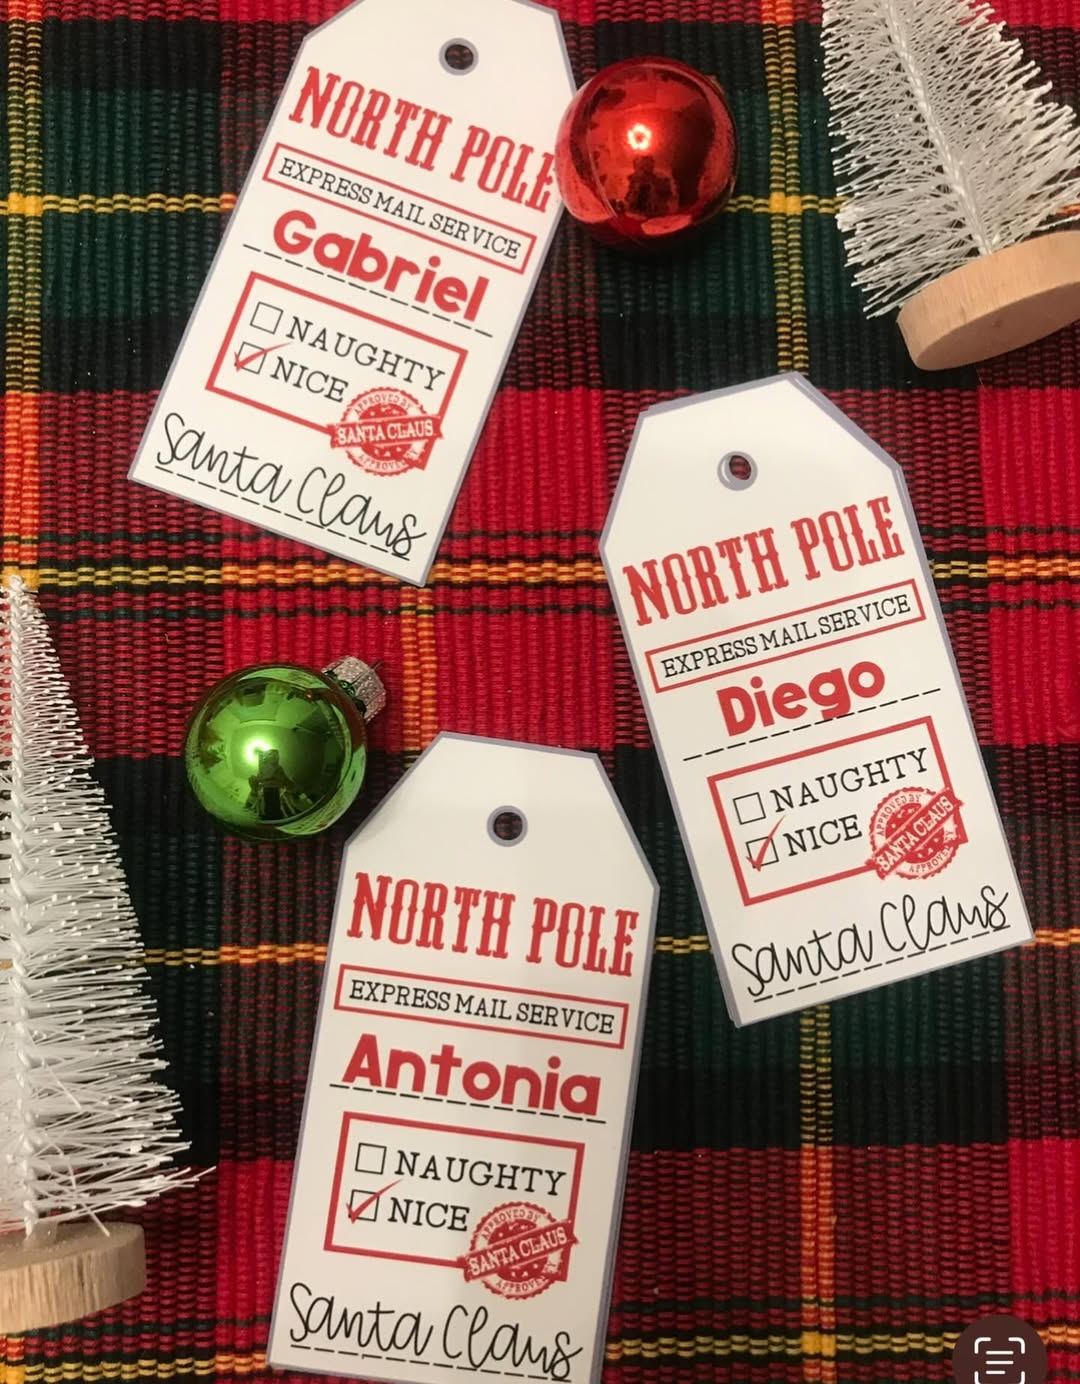 NORTH POLE
EXPRESS MAIL SERVICE
Gabriel
NAUGHTY
NICE
APPROVED BY
SANTA CLAUS
APPROVED
Santa Claus
NORTH POLE
EXPRESS MAIL SERVICE
Diego
NAUGHTY
NICE
APPROVED BY
SANTA CLAUS
APPROVED
Santa Claus
NORTH POLE
EXPRESS MAIL SERVICE
Antonia
NAUGHTY
NICE
APPROVED BY
SANTA CLAUS
APPROVED
Santa Claus